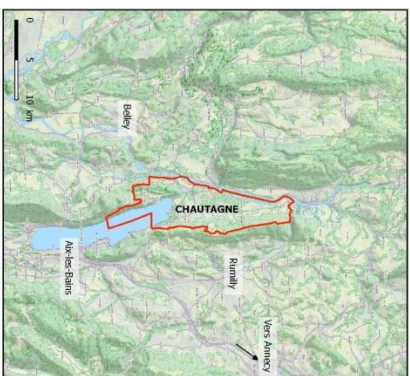 0 5 10 km
Belley
CHAUTAGNE
Rumilly
Aix-les-Bains
Vers Annecy